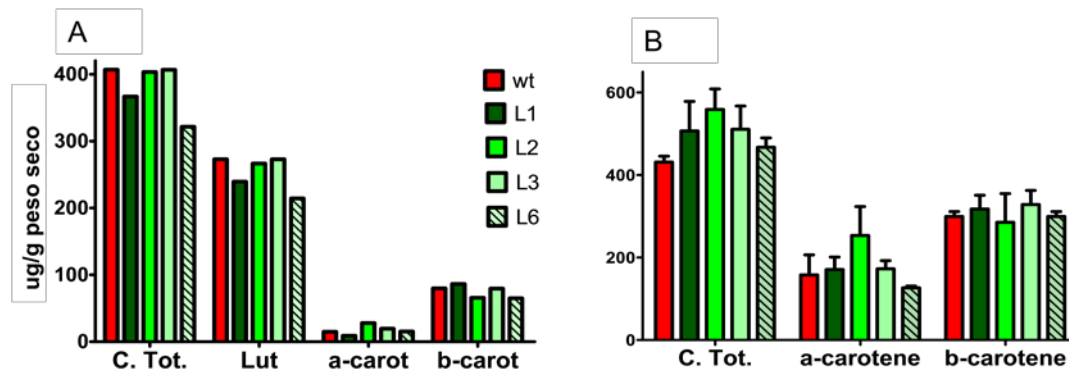 A
ug/g peso seco
400
300
200
100
0
C. Tot.
Lut
a-carot
b-carot
wt
L1
L2
L3
L6
B
600
400
200
0
C. Tot.
a-carotene
b-carotene